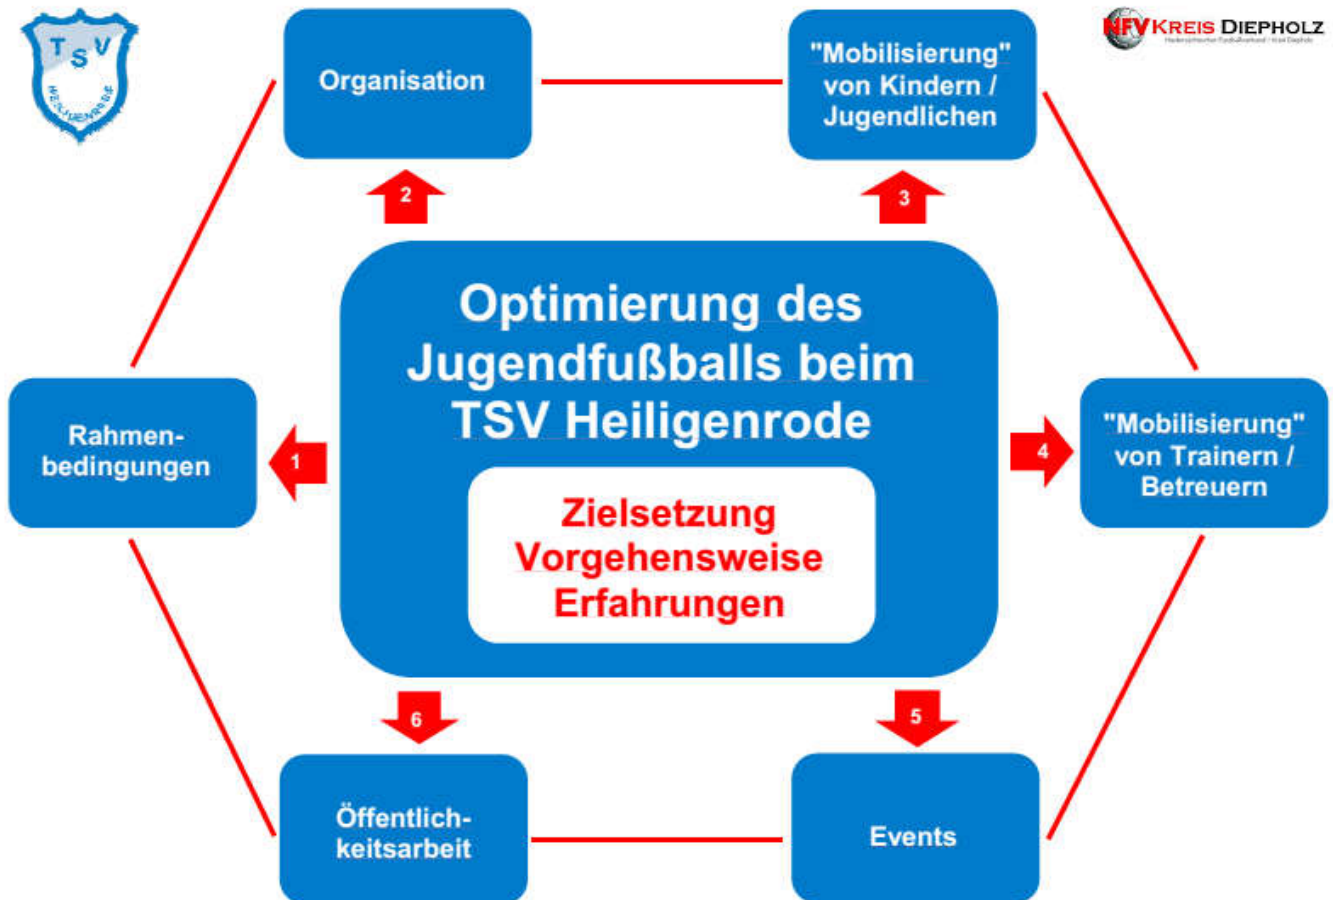 T S V
HEILIGENRODE
NFV KREIS DIEPHOLZ
Organisation
"Mobilisierung"
von Kindern /
Jugendlichen
2
3
Optimierung des
Jugendfußballs beim
TSV Heiligenrode
Rahmen-
bedingungen
1
4
"Mobilisierung"
von Trainern /
Betreuern
Zielsetzung
Vorgehensweise
Erfahrungen
6
5
Öffentlich-
keitsarbeit
Events